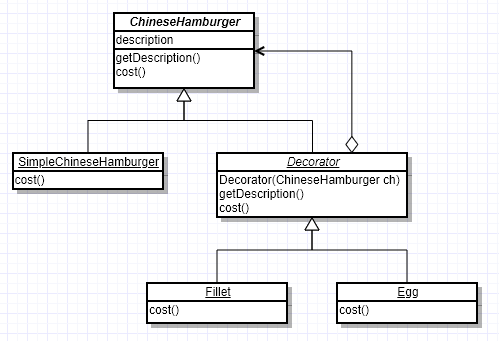 ChineseHamburger
description
getDescription()
cost()
SimpleChineseHamburger
cost()
Decorator
Decorator(ChineseHamburger ch)
getDescription()
cost()
Fillet
cost()
Egg
cost()